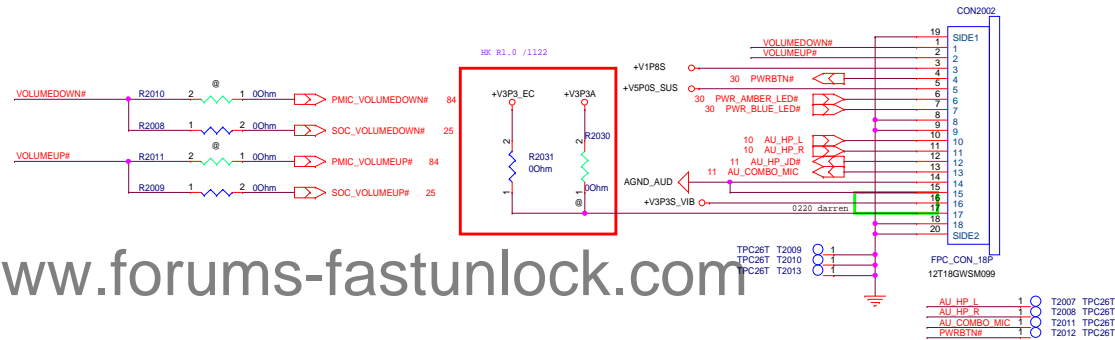 CON2002
HK R1.0 /1122
19 SIDE1
VOLUMEDOWN# 1 1
VOLUMEUP# 2 2
+V1P8S 3 3
30 PWRBTN# 4 4
+V5P0S_SUS 5 5
30 PWR_AMBER_LED# 6 6
30 PWR_BLUE_LED# 7 7
8 8
9 9
10 AU_HP_L 10 10
10 AU_HP_R 11 11
11 AU_HP_JD# 12 12
11 AU_COMBO_MIC 13 13
AGND_AUD 14 14
15 15
+V3P3S_VIB 16 16
0220 darren 17 17
18 18
20 SIDE2
FPC_CON_18P
12T18GWSM099
VOLUMEDOWN# R2010 2 @ 1 0Ohm PMIC_VOLUMEDOWN# 84
R2008 1 2 0Ohm SOC_VOLUMEDOWN# 25
VOLUMEUP# R2011 2 @ 1 0Ohm PMIC_VOLUMEUP# 84
R2009 1 2 0Ohm SOC_VOLUMEUP# 25
+V3P3_EC +V3P3A
2 R2031 0Ohm 1
2 R2030 0Ohm @ 1
TPC26T T2009 1
TPC26T T2010 1
TPC26T T2013 1
www.forums-fastunlock.com
AU_HP_L 1 T2007 TPC26T
AU_HP_R 1 T2008 TPC26T
AU_COMBO_MIC 1 T2011 TPC26T
PWRBTN# 1 T2012 TPC26T